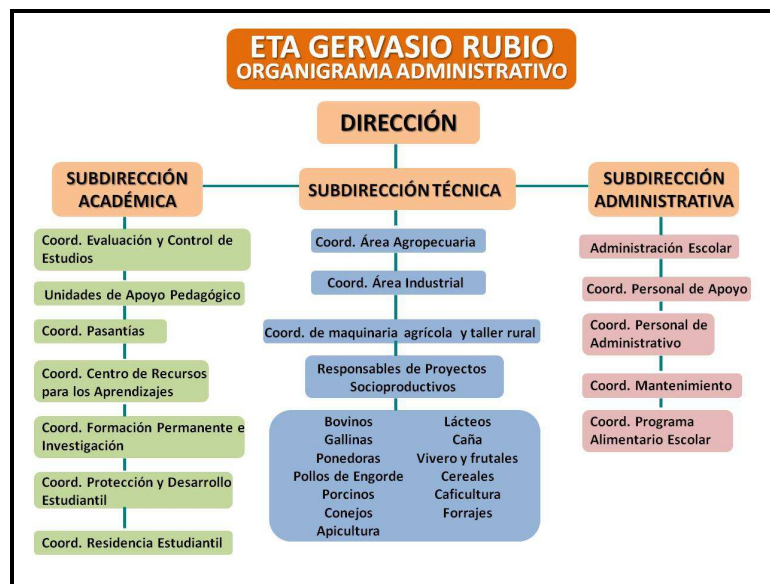 ETA GERVASIO RUBIO
ORGANIGRAMA ADMINISTRATIVO
DIRECCIÓN
SUBDIRECCIÓN
ACADÉMICA
Coord. Evaluación y Control de
Estudios
Unidades de Apoyo Pedagógico
Coord. Pasantías
Coord. Centro de Recursos
para los Aprendizajes
Coord. Formación Permanente e
Investigación
Coord. Protección y Desarrollo
Estudiantil
Coord. Residencia Estudiantil
SUBDIRECCIÓN TÉCNICA
Coord. Área Agropecuaria
Coord. Área Industrial
Coord. de maquinaria agrícola y taller rural
Responsables de Proyectos
Socioproductivos
Bovinos
Gallinas
Ponedoras
Pollos de Engorde
Porcinos
Conejos
Apicultura
Lácteos
Caña
Vivero y frutales
Cereales
Caficultura
Forrajes
SUBDIRECCIÓN
ADMINISTRATIVA
Administración Escolar
Coord. Personal de Apoyo
Coord. Personal de
Administrativo
Coord. Mantenimiento
Coord. Programa
Alimentario Escolar